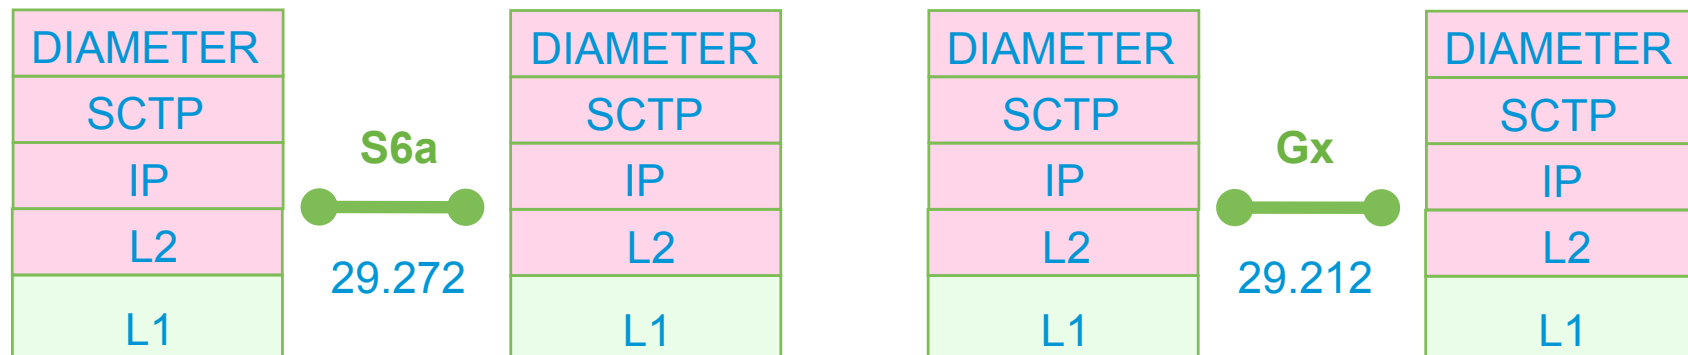 DIAMETER
SCTP
IP
L2
L1
S6a
29.272
DIAMETER
SCTP
IP
L2
L1
DIAMETER
SCTP
IP
L2
L1
Gx
29.212
DIAMETER
SCTP
IP
L2
L1